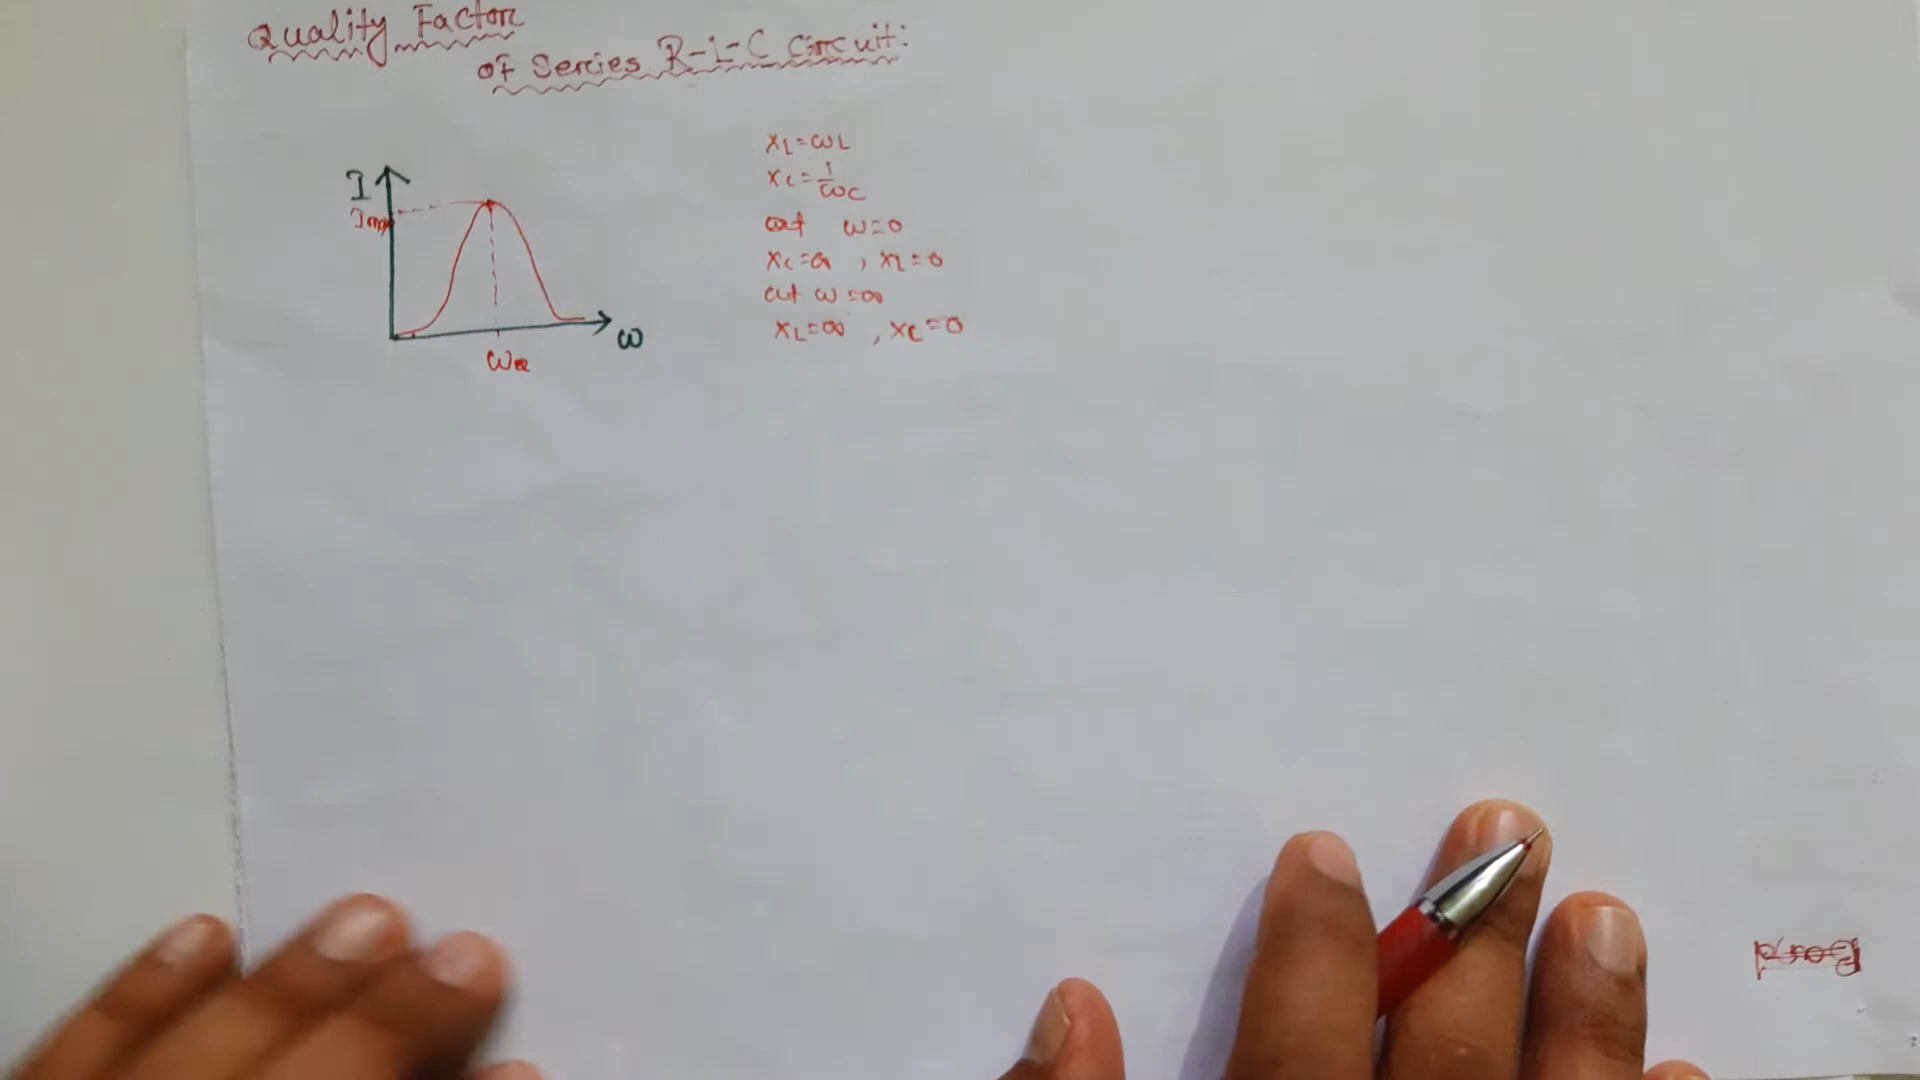 Quality Factor
of Series R-L-C Circuit:
I
Im
ω
XL=ωL
XC=1/ωC
at ω=0
XC=α , XL=0
at ω=∞
XL=∞ , XC=0